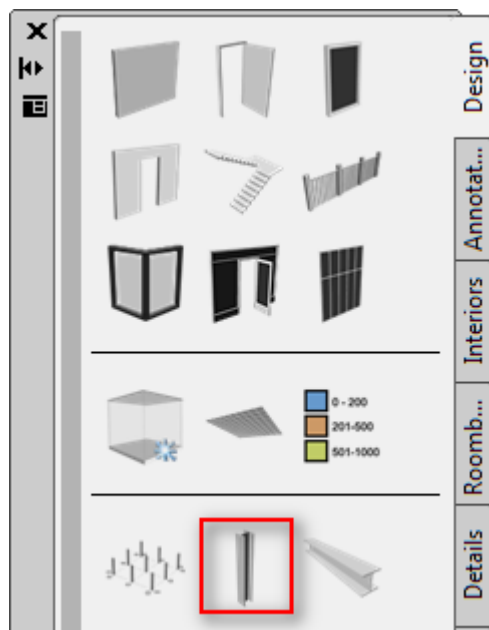 Design
Annotat...
Interiors
Roomb...
Details
0 - 200
201-500
501-1000